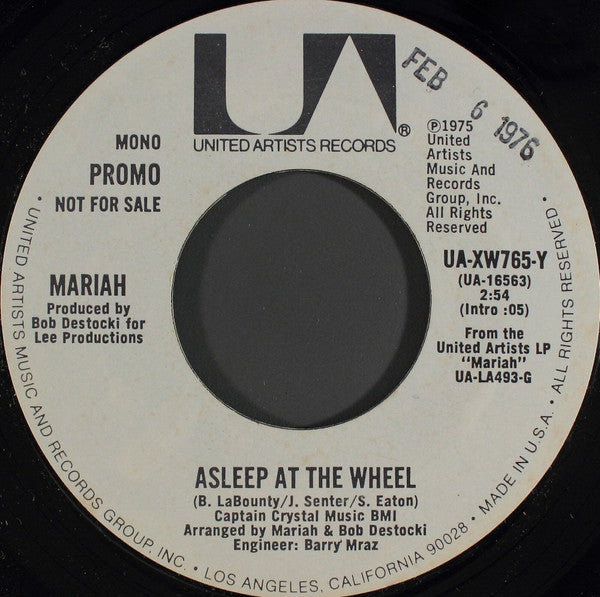 UA®
UNITED ARTISTS RECORDS
FEB 6 1976
MONO
PROMO
NOT FOR SALE
℗1975
United
Artists
Music And
Records
Group, Inc.
All Rights
Reserved
MARIAH
Produced by
Bob Destocki for
Lee Productions
UA-XW765-Y
(UA-16563)
2:54
(Intro :05)
From the
United Artists LP
"Mariah"
UA-LA493-G
ASLEEP AT THE WHEEL
(B. LaBounty/J. Senter/S. Eaton)
Captain Crystal Music BMI
Arranged by Mariah & Bob Destocki
Engineer: Barry Mraz
• UNITED ARTISTS MUSIC AND RECORDS GROUP, INC. • LOS ANGELES, CALIFORNIA 90028 • MADE IN U.S.A. • ALL RIGHTS RESERVED.